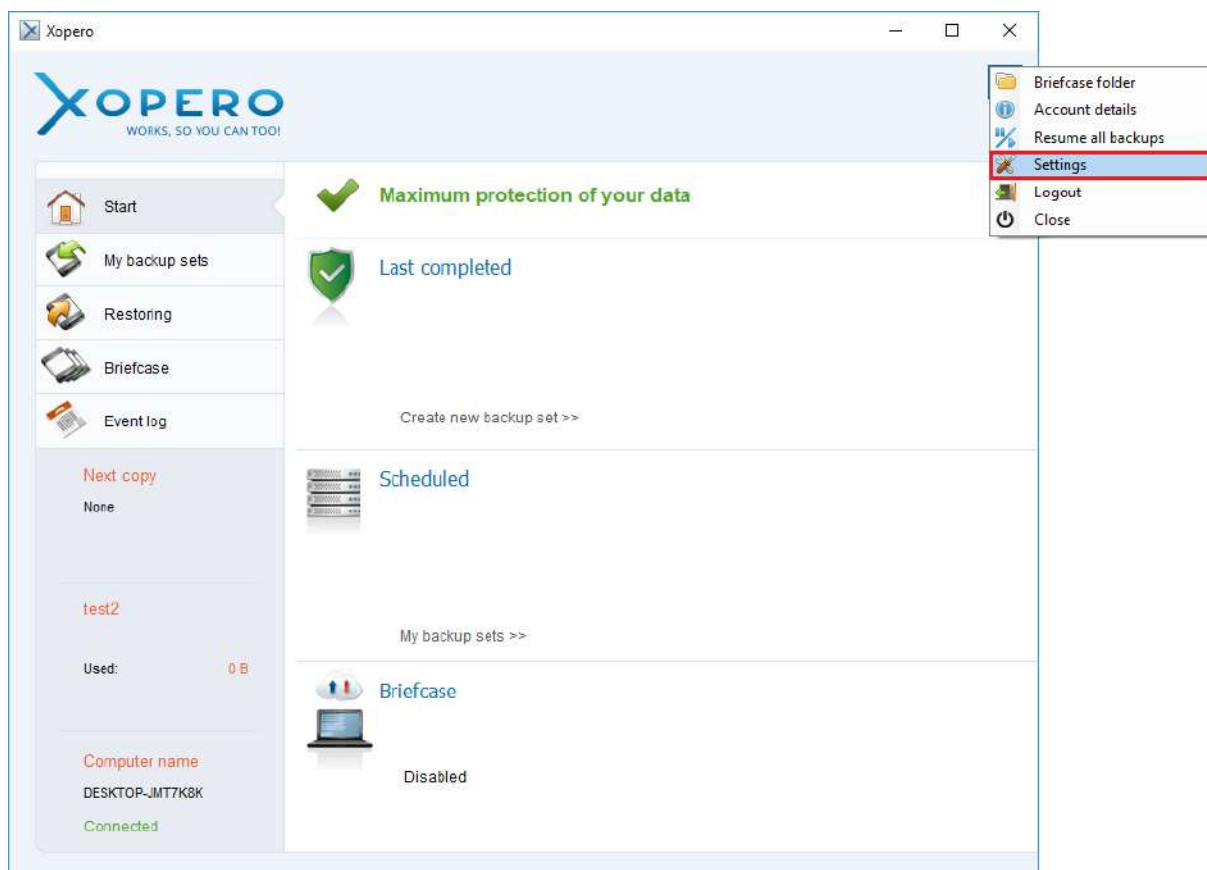 Xopero
XOPERO
WORKS, SO YOU CAN TOO!
Briefcase folder
Account details
Resume all backups
Settings
Logout
Close
Start
My backup sets
Restoring
Briefcase
Event log
Next copy
None
test2
Used: 0 B
Computer name
DESKTOP-JMT7K8K
Connected
Maximum protection of your data
Last completed
Create new backup set >>
Scheduled
My backup sets >>
Briefcase
Disabled